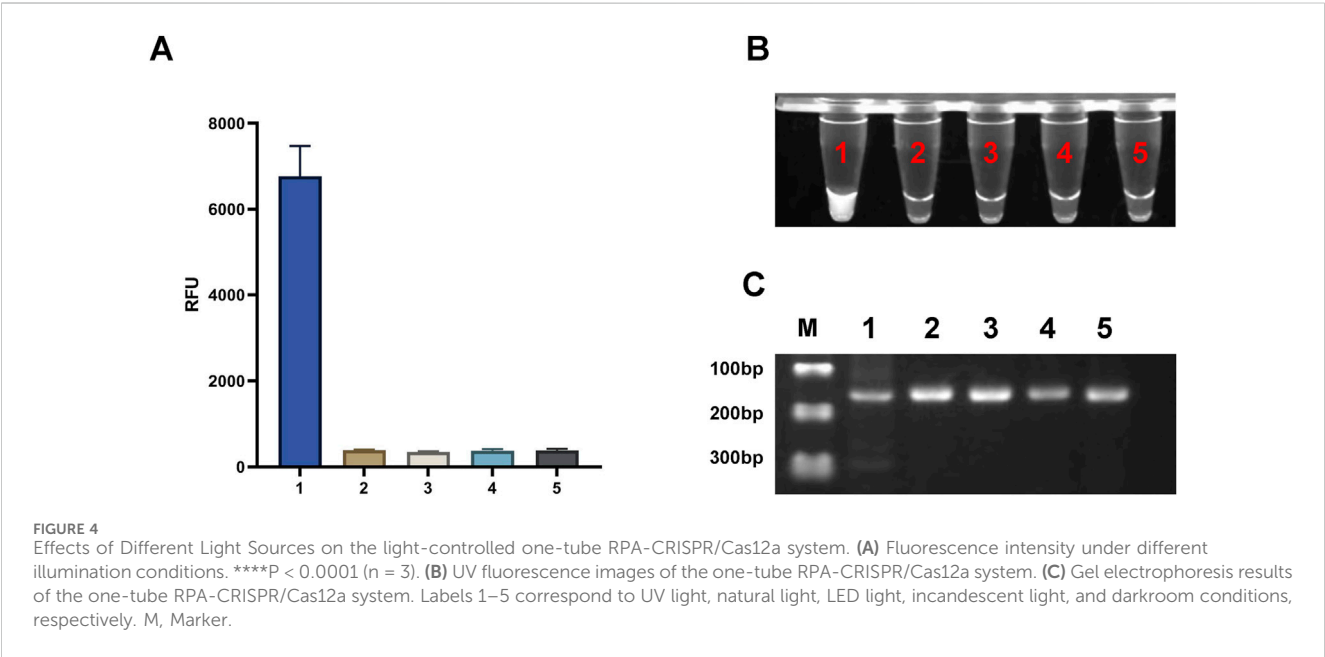 A
8000
6000
4000
2000
0
RFU
1 2 3 4 5
B
1 2 3 4 5
C
M 1 2 3 4 5
100bp
200bp
300bp
FIGURE 4
Effects of Different Light Sources on the light-controlled one-tube RPA-CRISPR/Cas12a system. (A) Fluorescence intensity under different
illumination conditions. ****P < 0.0001 (n = 3). (B) UV fluorescence images of the one-tube RPA-CRISPR/Cas12a system. (C) Gel electrophoresis results
of the one-tube RPA-CRISPR/Cas12a system. Labels 1–5 correspond to UV light, natural light, LED light, incandescent light, and darkroom conditions,
respectively. M, Marker.